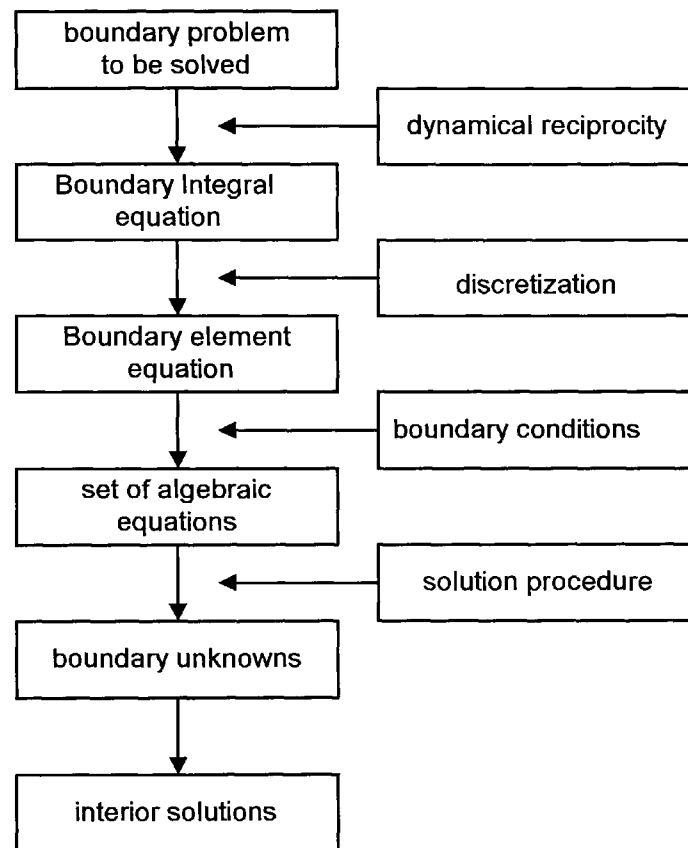 boundary problem
to be solved
dynamical reciprocity
Boundary Integral
equation
discretization
Boundary element
equation
boundary conditions
set of algebraic
equations
solution procedure
boundary unknowns
interior solutions